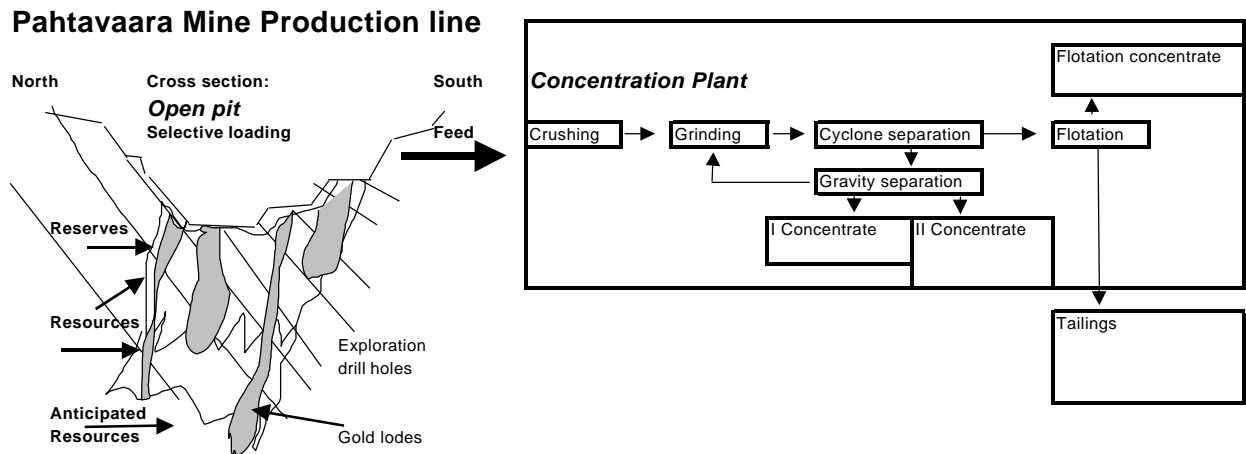 Pahtavaara Mine Production line
North
Cross section:
South
Open pit
Selective loading
Feed
Reserves
Resources
Exploration
drill holes
Anticipated
Resources
Gold lodes
Concentration Plant
Flotation concentrate
Crushing
Grinding
Cyclone separation
Flotation
Gravity separation
I Concentrate
II Concentrate
Tailings